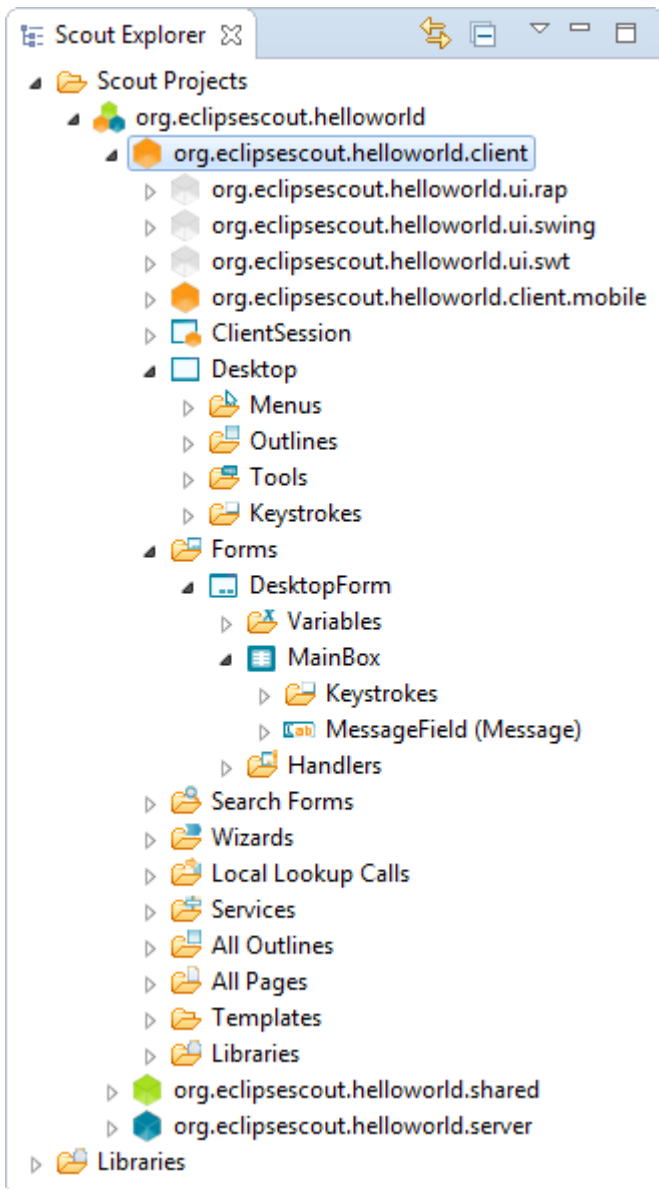 Scout Explorer
Scout Projects
org.eclipsescout.helloworld
org.eclipsescout.helloworld.client
org.eclipsescout.helloworld.ui.rap
org.eclipsescout.helloworld.ui.swing
org.eclipsescout.helloworld.ui.swt
org.eclipsescout.helloworld.client.mobile
ClientSession
Desktop
Menus
Outlines
Tools
Keystrokes
Forms
DesktopForm
Variables
MainBox
Keystrokes
MessageField (Message)
Handlers
Search Forms
Wizards
Local Lookup Calls
Services
All Outlines
All Pages
Templates
Libraries
org.eclipsescout.helloworld.shared
org.eclipsescout.helloworld.server
Libraries